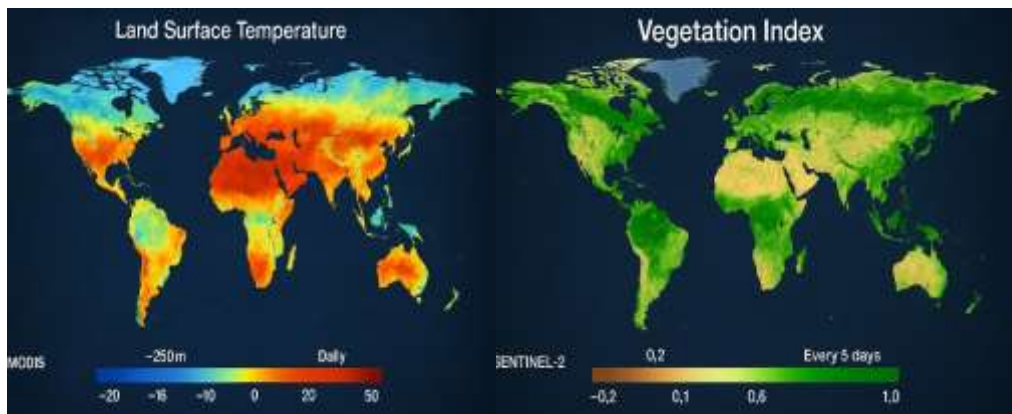 Land Surface Temperature
MODIS
~250m
Daily
-20 -16 -10 0 20 50
Vegetation Index
SENTINEL-2
0,2
Every 5 days
-0,2 0,1 0,6 1,0